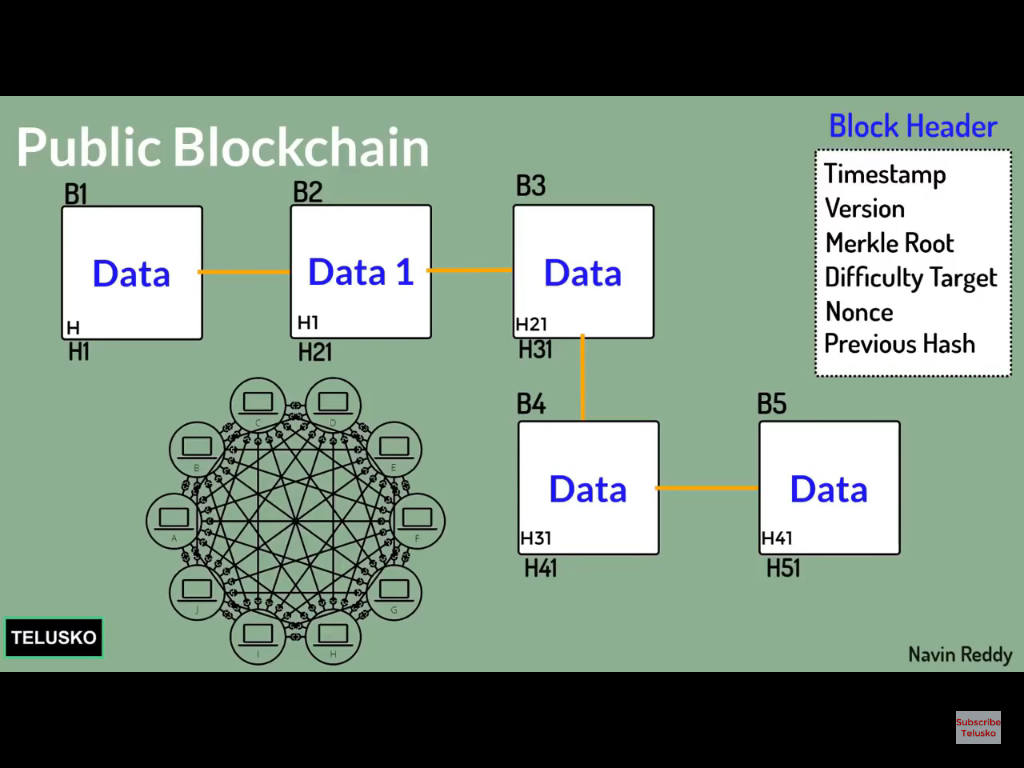 Public Blockchain
Block Header
Timestamp
Version
Merkle Root
Difficulty Target
Nonce
Previous Hash
B1
Data
H
H1
B2
Data 1
H1
H21
B3
Data
H21
H31
B4
Data
H31
H41
B5
Data
H41
H51
C
D
B
E
A
F
J
G
I
H
TELUSKO
Navin Reddy
Subscribe
Telusko